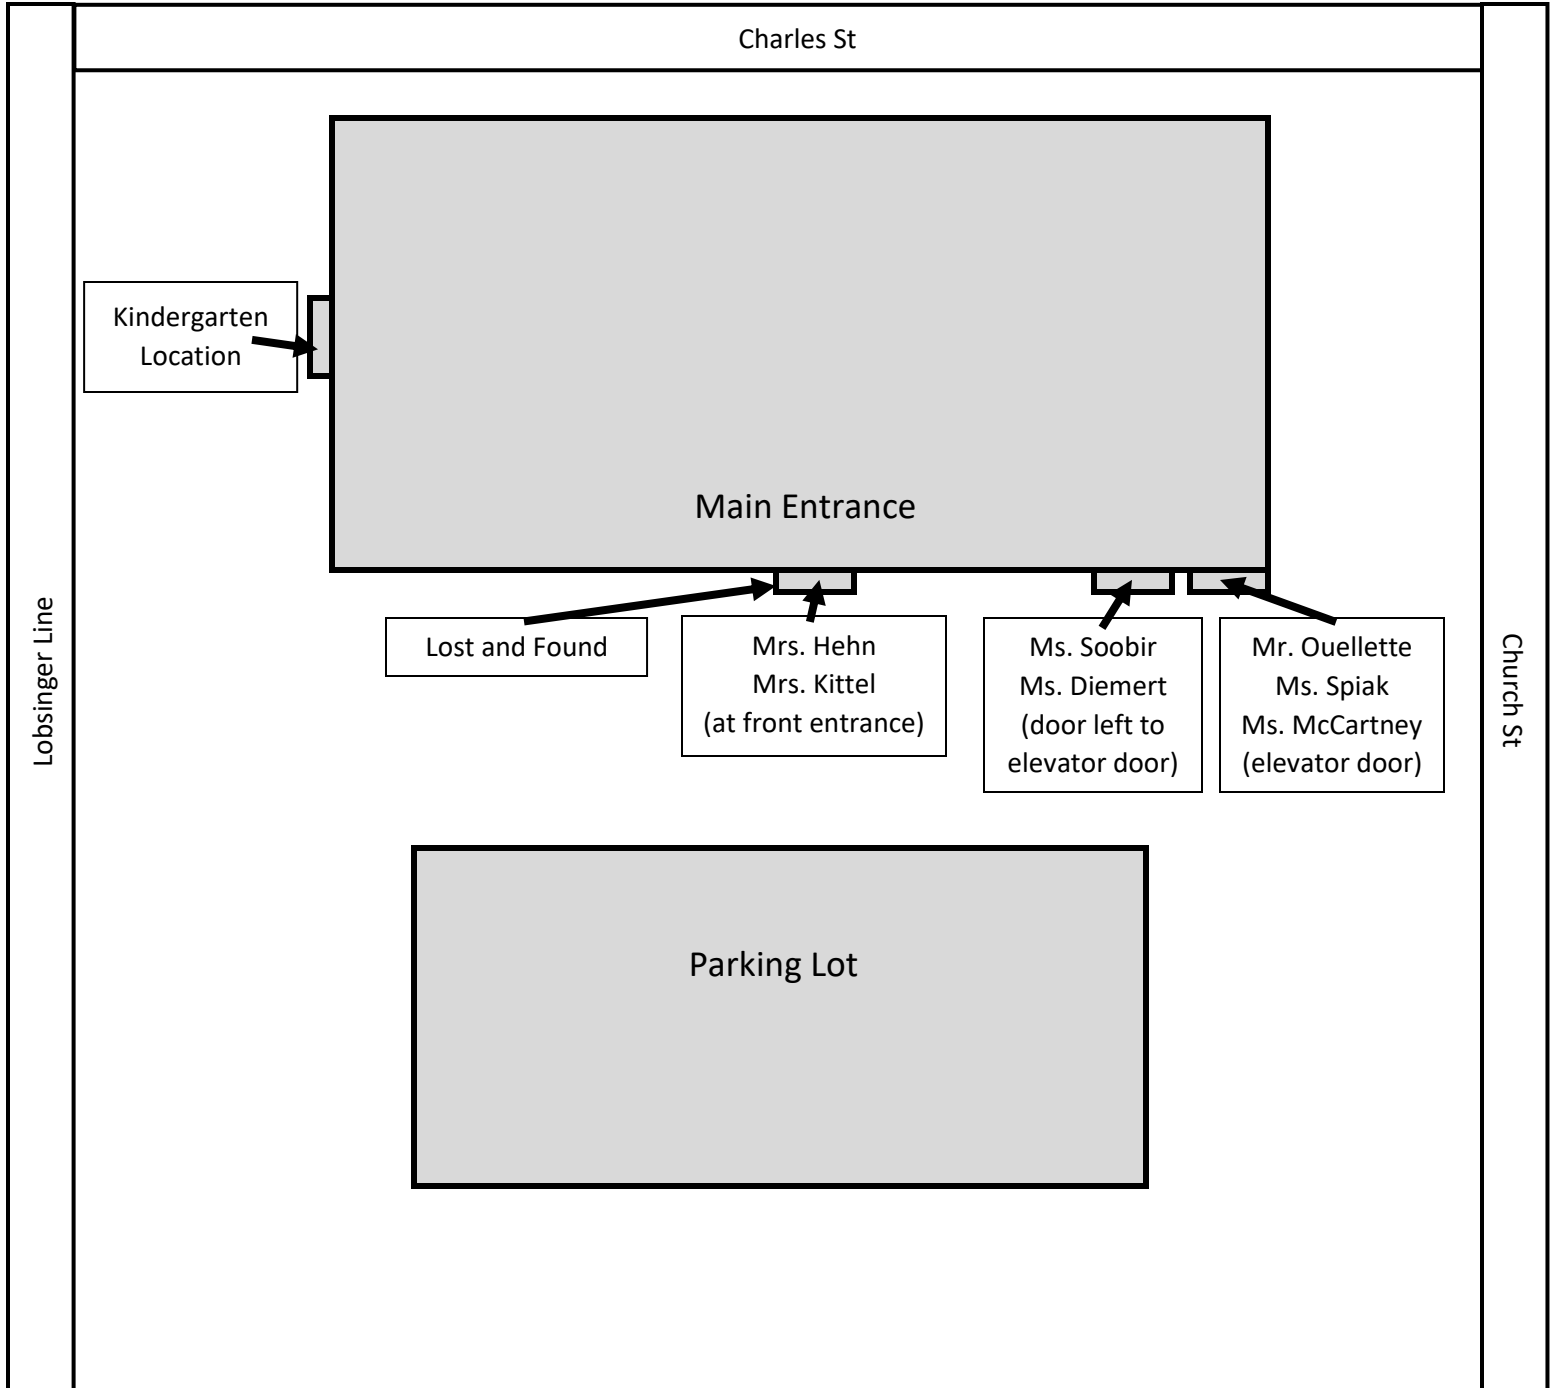 Charles St
Kindergarten
Location
Main Entrance
Lobsinger Line
Lost and Found
Mrs. Hehn
Mrs. Kittel
(at front entrance)
Ms. Soobir
Ms. Diemert
(door left to
elevator door)
Mr. Ouellette
Ms. Spiak
Ms. McCartney
(elevator door)
Church St
Parking Lot